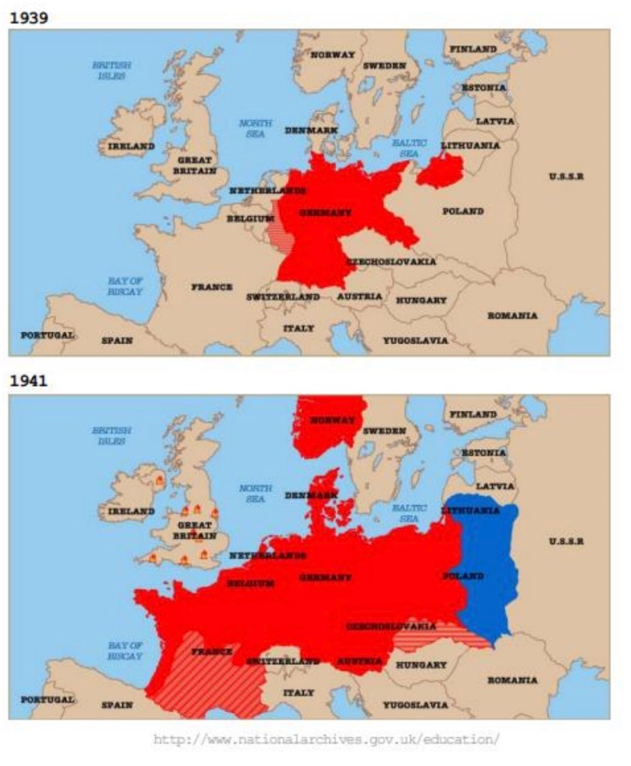 1939
NORWAY
FINLAND
SWEDEN
BRITISH
ISLES
ESTONIA
LATVIA
NORTH
SEA
DENMARK
BALTIC
SEA
LITHUANIA
IRELAND
GREAT
BRITAIN
U.S.S.R
NETHERLANDS
GERMANY
POLAND
BELGIUM
CZECHOSLOVAKIA
BAY OF
BISCAY
FRANCE
SWITZERLAND
AUSTRIA
HUNGARY
ROMANIA
ITALY
PORTUGAL
SPAIN
YUGOSLAVIA
1941
NORWAY
FINLAND
SWEDEN
BRITISH
ISLES
ESTONIA
LATVIA
NORTH
SEA
DENMARK
BALTIC
SEA
LITHUANIA
IRELAND
GREAT
BRITAIN
U.S.S.R
NETHERLANDS
GERMANY
POLAND
BELGIUM
CZECHOSLOVAKIA
BAY OF
BISCAY
FRANCE
SWITZERLAND
AUSTRIA
HUNGARY
ROMANIA
ITALY
PORTUGAL
SPAIN
YUGOSLAVIA
http://www.nationalarchives.gov.uk/education/